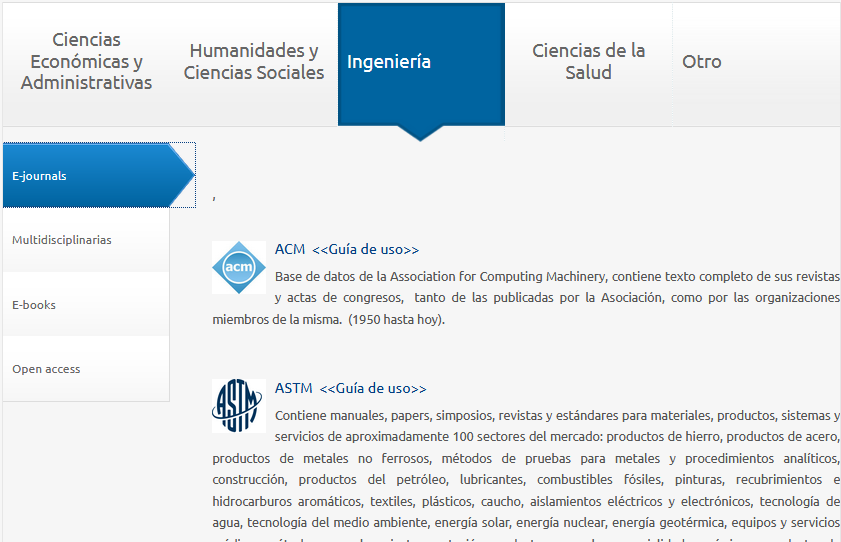 Ciencias
Económicas y
Administrativas
Humanidades y
Ciencias Sociales
Ingeniería
Ciencias de la
Salud
Otro
E-journals
Multidisciplinarias
E-books
Open access
,
acm
ACM <<Guía de uso>>
Base de datos de la Association for Computing Machinery, contiene texto completo de sus revistas
y actas de congresos, tanto de las publicadas por la Asociación, como por las organizaciones
miembros de la misma. (1950 hasta hoy).
ASTM
ASTM <<Guía de uso>>
Contiene manuales, papers, simposios, revistas y estándares para materiales, productos, sistemas y
servicios de aproximadamente 100 sectores del mercado: productos de hierro, productos de acero,
productos de metales no ferrosos, métodos de pruebas para metales y procedimientos analíticos,
construcción, productos del petróleo, lubricantes, combustibles fósiles, pinturas, recubrimientos e
hidrocarburos aromáticos, textiles, plásticos, caucho, aislamientos eléctricos y electrónicos, tecnología de
agua, tecnología del medio ambiente, energía solar, energía nuclear, energía geotérmica, equipos y servicios